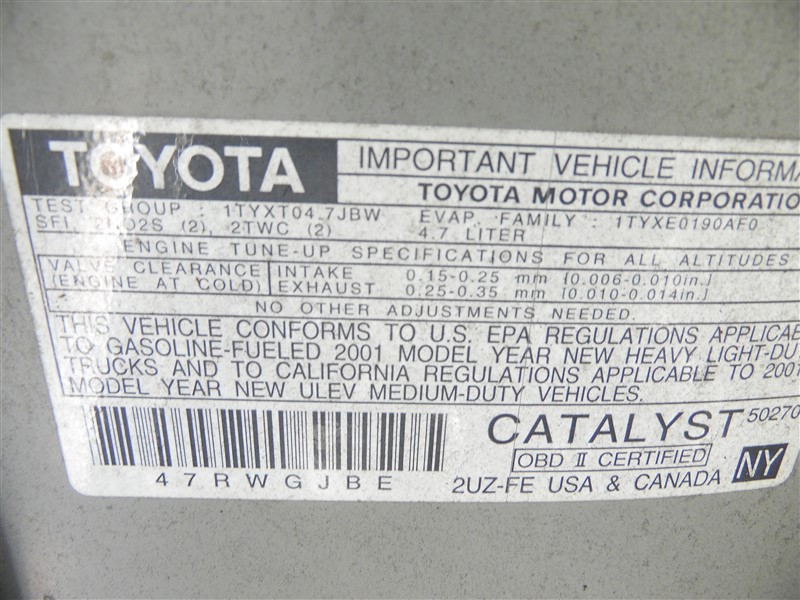 TOYOTA
IMPORTANT VEHICLE INFORMA
TOYOTA MOTOR CORPORATIO
TEST GROUP : 1TYXT04.7JBW EVAP. FAMILY : 1TYXE0190AF0
SFI, 2HO2S (2), 2TWC (2) 4.7 LITER
ENGINE TUNE-UP SPECIFICATIONS FOR ALL ALTITUDES
VALVE CLEARANCE INTAKE 0.15-0.25 mm [0.006-0.010in.]
(ENGINE AT COLD) EXHAUST 0.25-0.35 mm [0.010-0.014in.]
NO OTHER ADJUSTMENTS NEEDED.
THIS VEHICLE CONFORMS TO U.S. EPA REGULATIONS APPLICAB
TO GASOLINE-FUELED 2001 MODEL YEAR NEW HEAVY LIGHT-DU
TRUCKS AND TO CALIFORNIA REGULATIONS APPLICABLE TO 2001
MODEL YEAR NEW ULEV MEDIUM-DUTY VEHICLES.
CATALYST 50270
OBD II CERTIFIED
47RWGJBE
2UZ-FE USA & CANADA NY